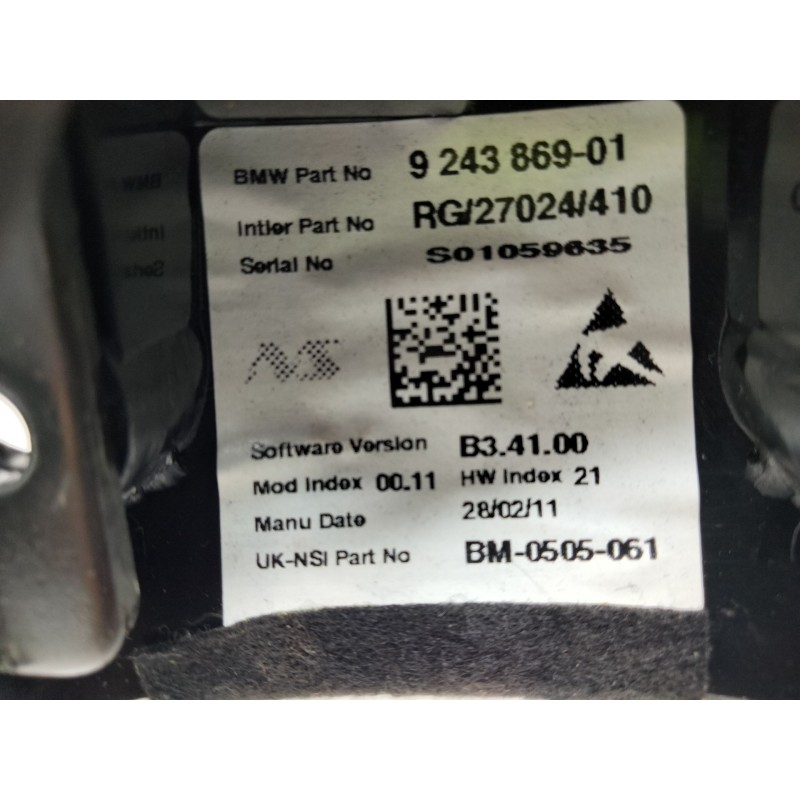 BMW Part No 9 243 869-01
Intier Part No RG/27024/410
Serial No S01059635
NS
Software Version B3.41.00
Mod Index 00.11 HW Index 21
Manu Date 28/02/11
UK-NSI Part No BM-0505-061